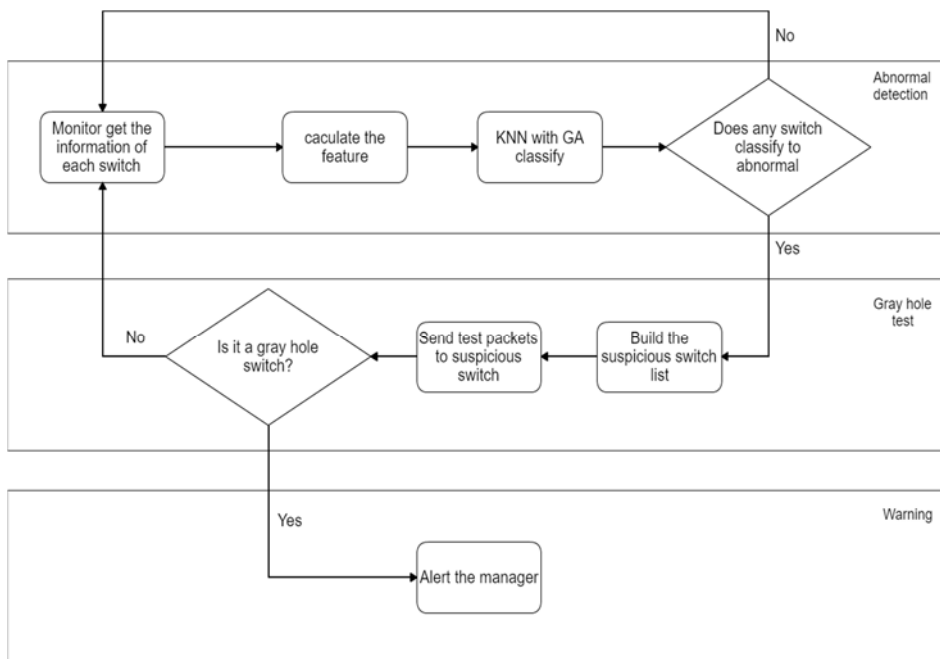 No
Abnormal
detection
Monitor get the
information of
each switch
caculate the
feature
KNN with GA
classify
Does any switch
classify to
abnormal
Yes
Gray hole
test
No
Is it a gray hole
switch?
Send test packets
to suspicious
switch
Build the
suspicious switch
list
Warning
Yes
Alert the manager